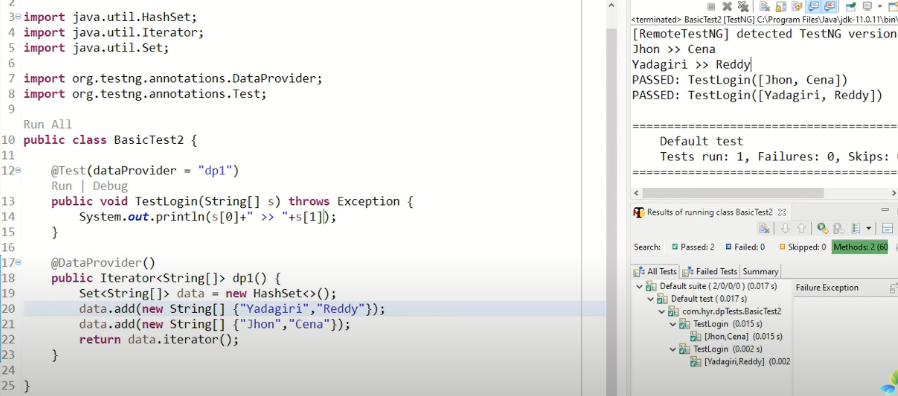 2
3 import java.util.HashSet;
4 import java.util.Iterator;
5 import java.util.Set;
6
7 import org.testng.annotations.DataProvider;
8 import org.testng.annotations.Test;
9
Run All
10 public class BasicTest2 {
11
12 @Test(dataProvider = "dp1")
Run | Debug
13 public void TestLogin(String[] s) throws Exception {
14 System.out.println(s[0]+" >> "+s[1]);
15 }
16
17 @DataProvider()
18 public Iterator<String[]> dp1() {
19 Set<String[]> data = new HashSet<>();
20 data.add(new String[] {"Yadagiri","Reddy"});
21 data.add(new String[] {"Jhon","Cena"});
22 return data.iterator();
23 }
24
25 }
<terminated> BasicTest2 [TestNG] C:\Program Files\Java\jdk-11.0.11\bin\
[RemoteTestNG] detected TestNG version
Jhon >> Cena
Yadagiri >> Reddy
PASSED: TestLogin([Jhon, Cena])
PASSED: TestLogin([Yadagiri, Reddy])
===============================================
Default test
Tests run: 1, Failures: 0, Skips:
===============================================
Results of running class BasicTest2
Search: Passed: 2 Failed: 0 Skipped: 0 Methods: 2 (60
All Tests Failed Tests Summary
Default suite ( 2/0/0/0 ) (0.017 s)
Default test ( 0.017 s)
com.hyr.dpTests.BasicTest2
TestLogin (0.015 s)
[Jhon,Cena] (0.015 s)
TestLogin (0.002 s)
[Yadagiri,Reddy] (0.002
Failure Exception